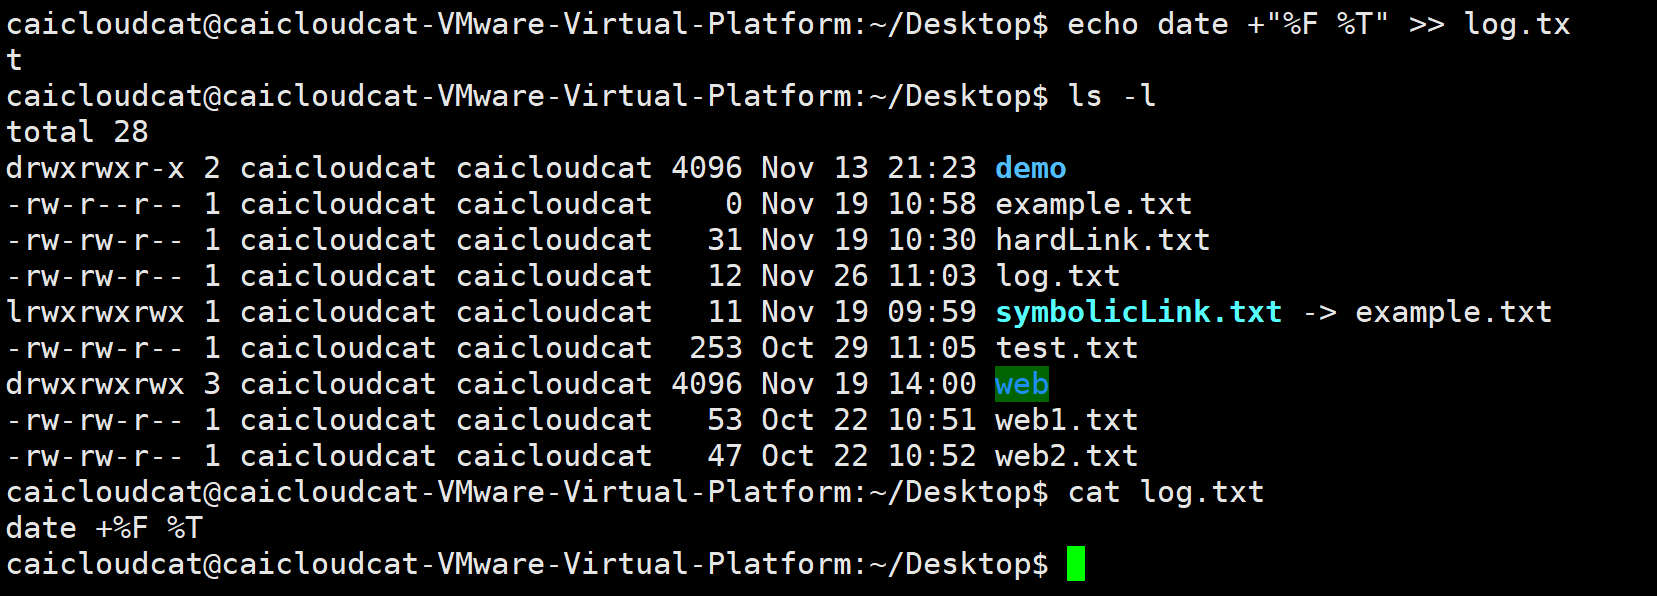 caicloudcat@caicloudcat-VMware-Virtual-Platform:~/Desktop$ echo date +"%F %T" >> log.tx
t
caicloudcat@caicloudcat-VMware-Virtual-Platform:~/Desktop$ ls -l
total 28
drwxrwxr-x 2 caicloudcat caicloudcat 4096 Nov 13 21:23 demo
-rw-r--r-- 1 caicloudcat caicloudcat    0 Nov 19 10:58 example.txt
-rw-rw-r-- 1 caicloudcat caicloudcat   31 Nov 19 10:30 hardLink.txt
-rw-rw-r-- 1 caicloudcat caicloudcat   12 Nov 26 11:03 log.txt
lrwxrwxrwx 1 caicloudcat caicloudcat   11 Nov 19 09:59 symbolicLink.txt -> example.txt
-rw-rw-r-- 1 caicloudcat caicloudcat  253 Oct 29 11:05 test.txt
drwxrwxrwx 3 caicloudcat caicloudcat 4096 Nov 19 14:00 web
-rw-rw-r-- 1 caicloudcat caicloudcat   53 Oct 22 10:51 web1.txt
-rw-rw-r-- 1 caicloudcat caicloudcat   47 Oct 22 10:52 web2.txt
caicloudcat@caicloudcat-VMware-Virtual-Platform:~/Desktop$ cat log.txt
date +%F %T
caicloudcat@caicloudcat-VMware-Virtual-Platform:~/Desktop$